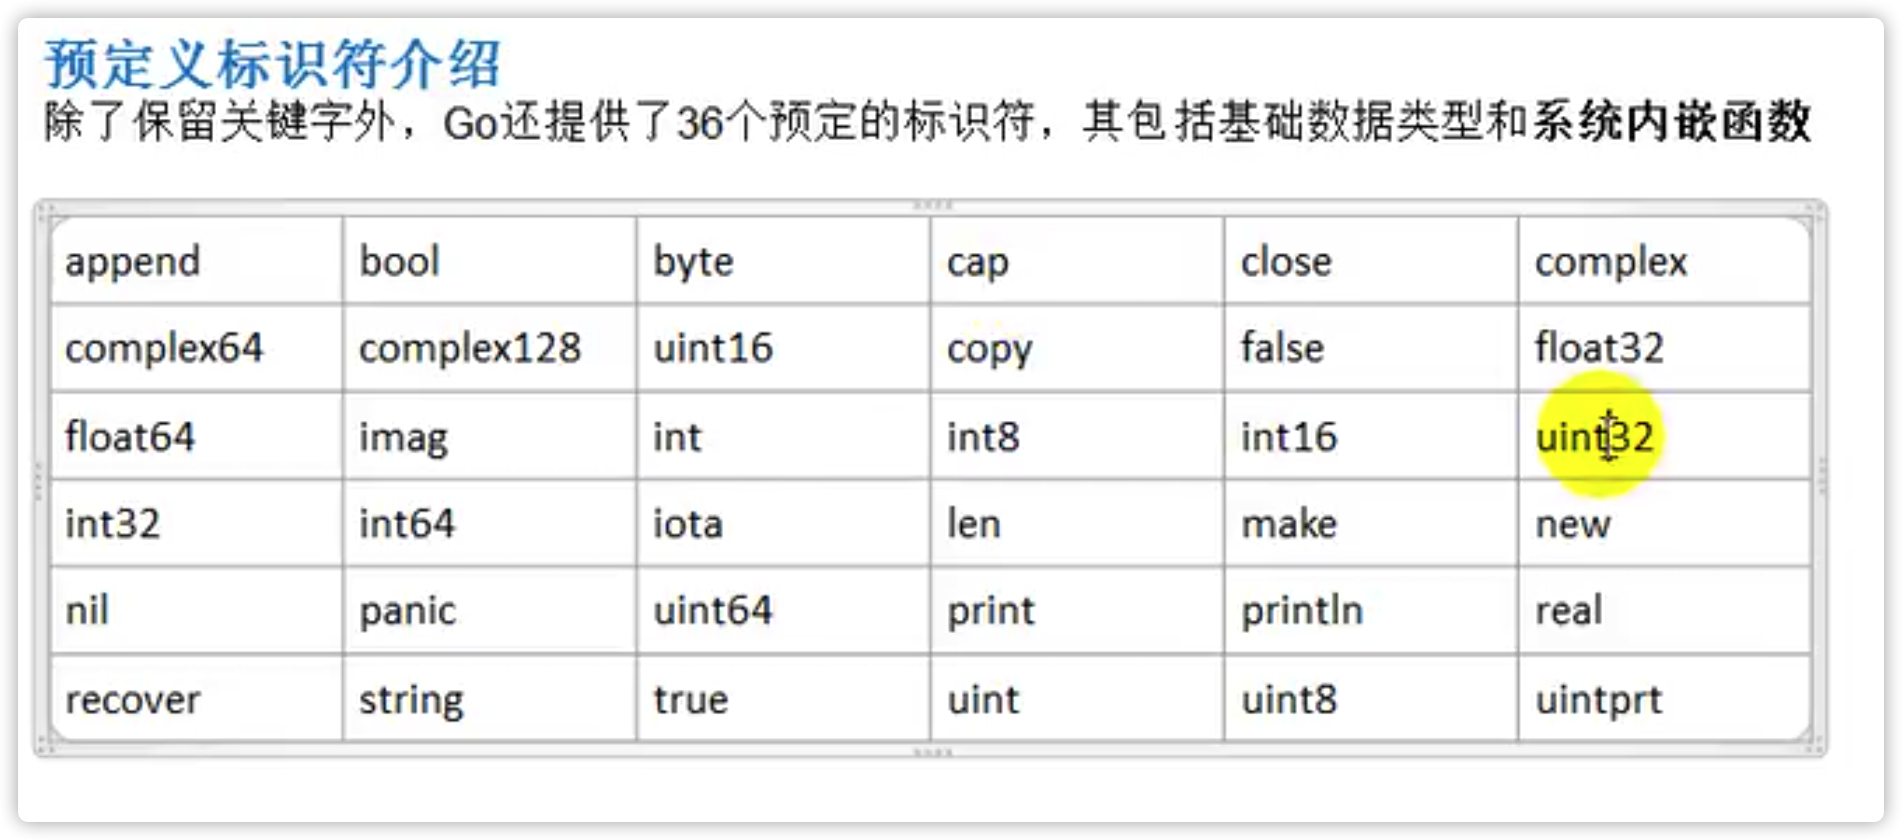 预定义标识符介绍
除了保留关键字外，Go还提供了36个预定的标识符，其包括基础数据类型和系统内嵌函数
append bool byte cap close complex
complex64 complex128 uint16 copy false float32
float64 imag int int8 int16 uint32
int32 int64 iota len make new
nil panic uint64 print println real
recover string true uint uint8 uintprt